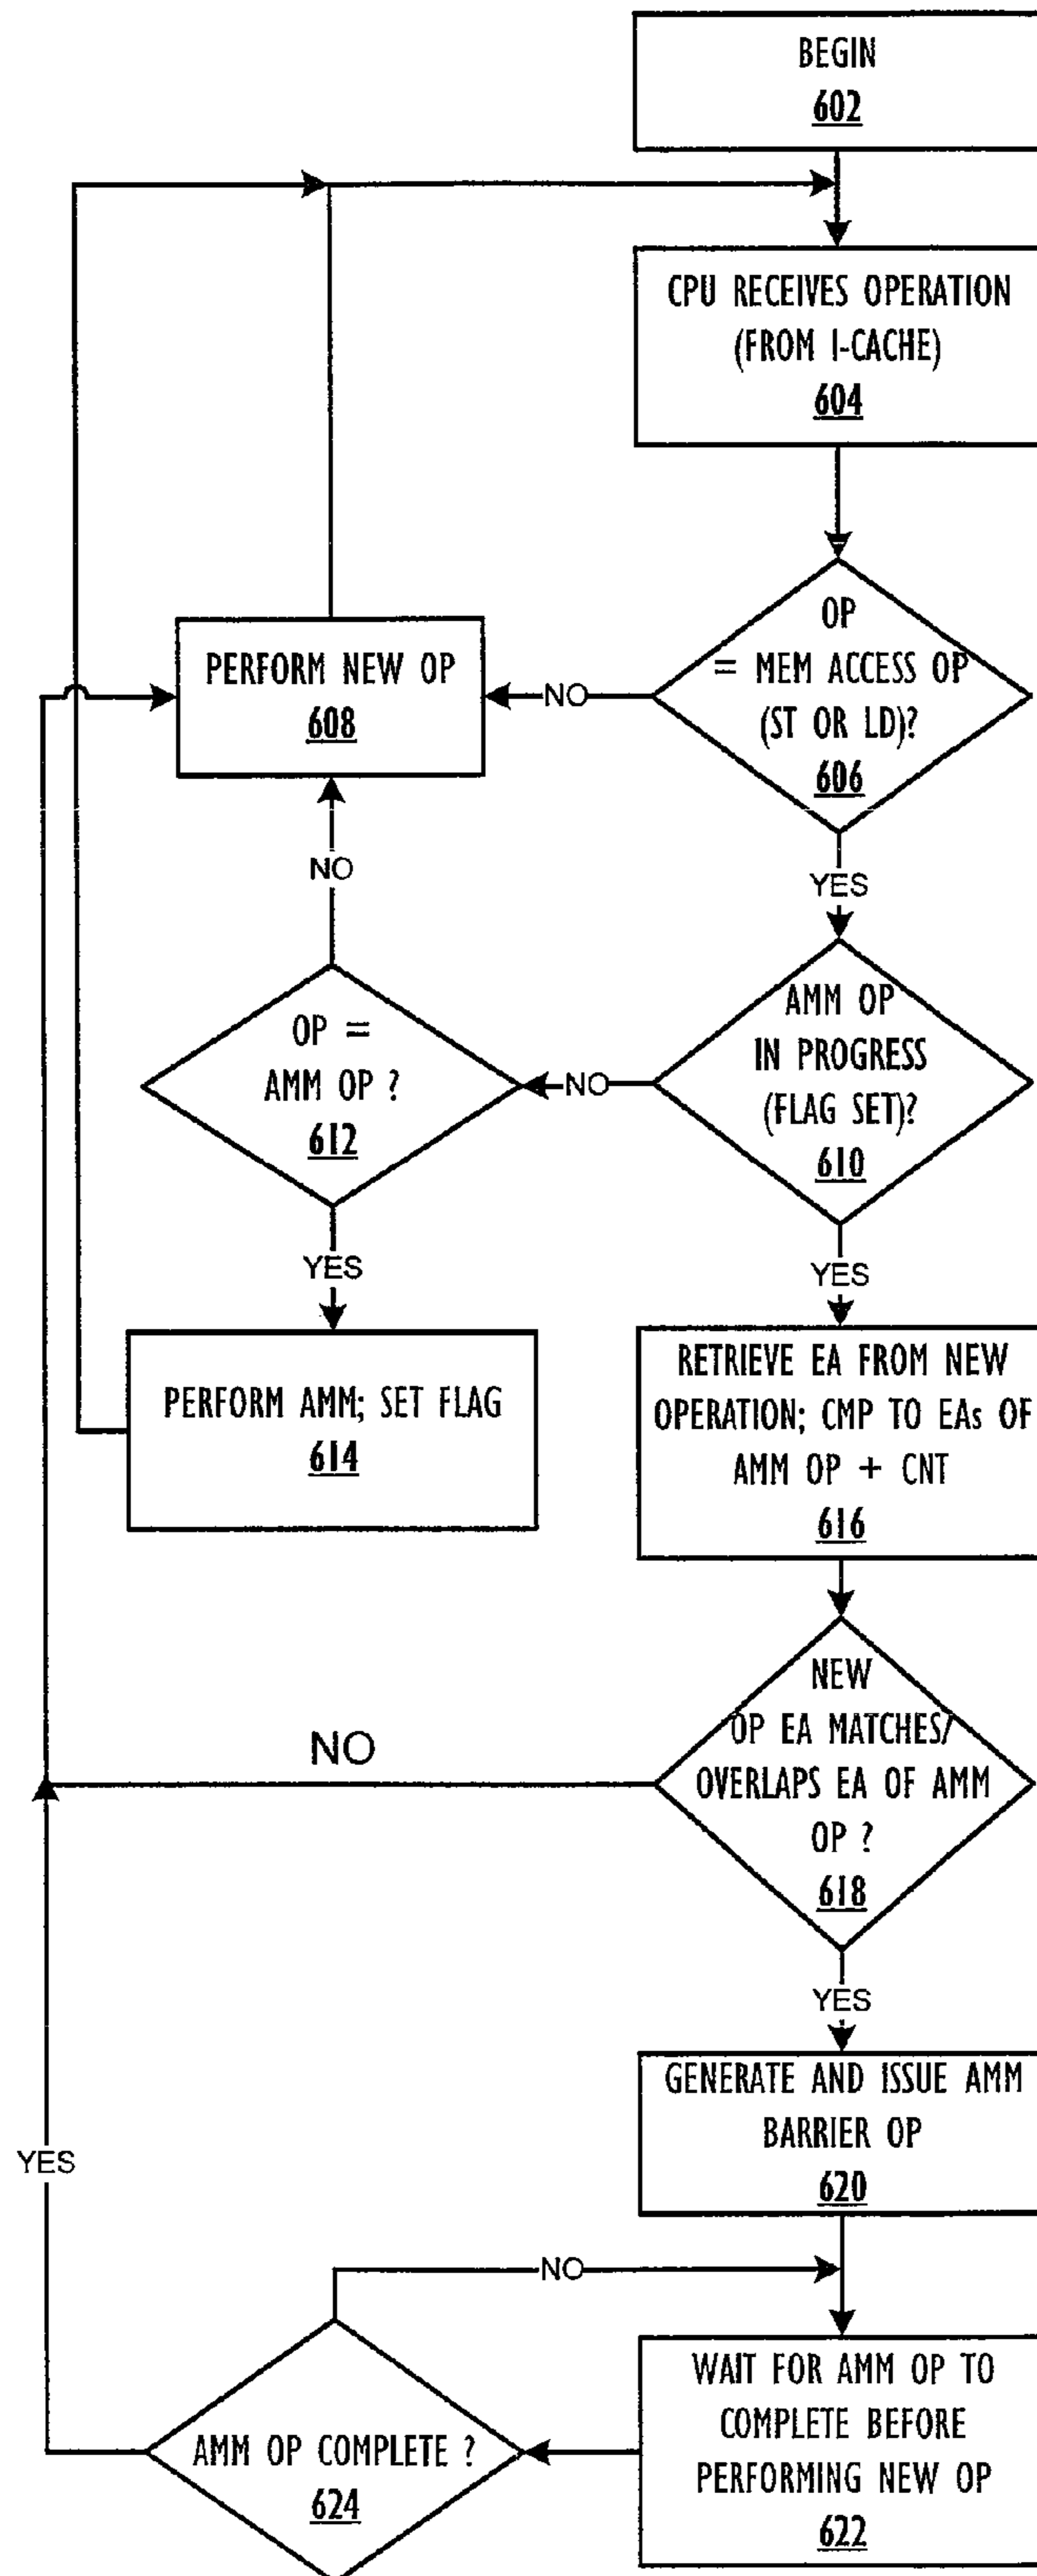 BEGIN
602
CPU RECEIVES OPERATION
(FROM I-CACHE)
604
OP
= MEM ACCESS OP
(ST OR LD)?
606
NO
PERFORM NEW OP
608
YES
NO
AMM OP
IN PROGRESS
(FLAG SET)?
610
NO
OP =
AMM OP ?
612
YES
YES
RETRIEVE EA FROM NEW
OPERATION; CMP TO EAs OF
AMM OP + CNT
616
PERFORM AMM; SET FLAG
614
NEW
OP EA MATCHES/
OVERLAPS EA OF AMM
OP ?
618
NO
YES
GENERATE AND ISSUE AMM
BARRIER OP
620
YES
NO
WAIT FOR AMM OP TO
COMPLETE BEFORE
PERFORMING NEW OP
622
AMM OP COMPLETE ?
624